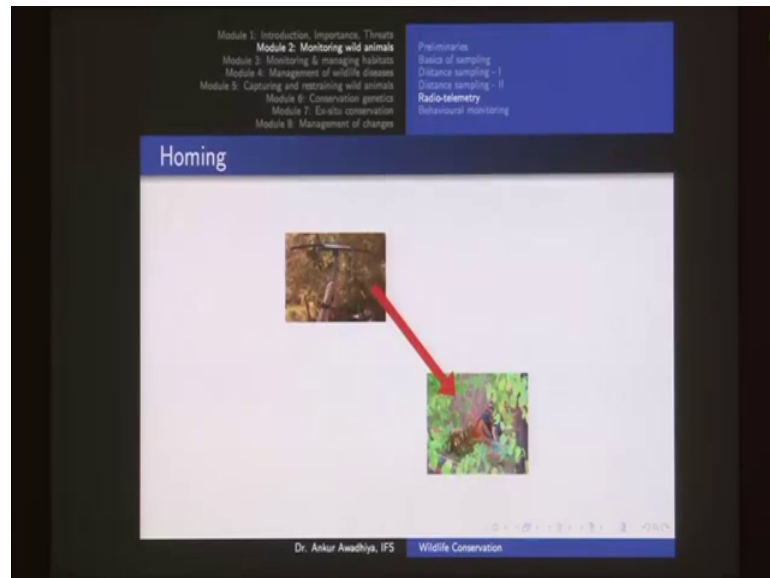 Module 1: Introduction, Importance, Threats
Module 2: Monitoring wild animals
Module 3: Monitoring & managing habitats
Module 4: Management of wildlife diseases
Module 5: Capturing and restraining wild animals
Module 6: Conservation genetics
Module 7: Ex-situ conservation
Module 8: Management of changes
Preliminaries
Basics of sampling
Distance sampling - I
Distance sampling - II
Radio-telemetry
Behavioural monitoring
Homing
Dr. Ankur Awadhiya, IFS
Wildlife Conservation